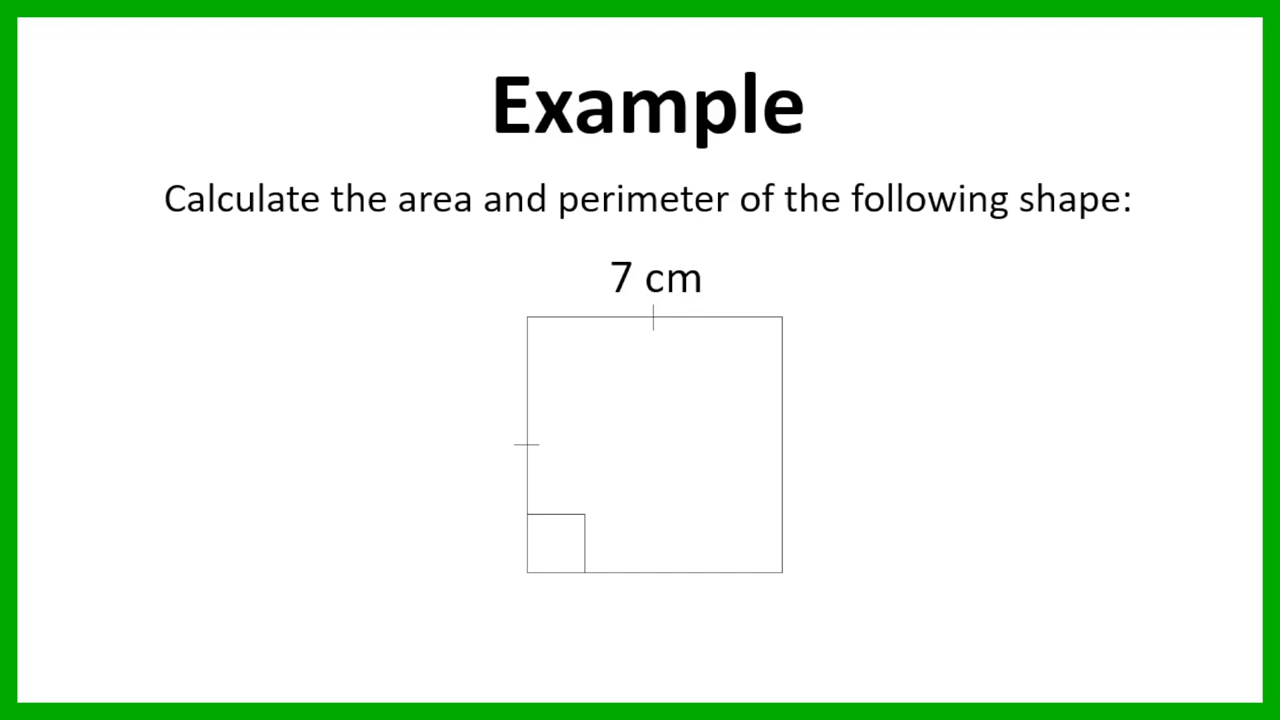 Example
Calculate the area and perimeter of the following shape:
7 cm